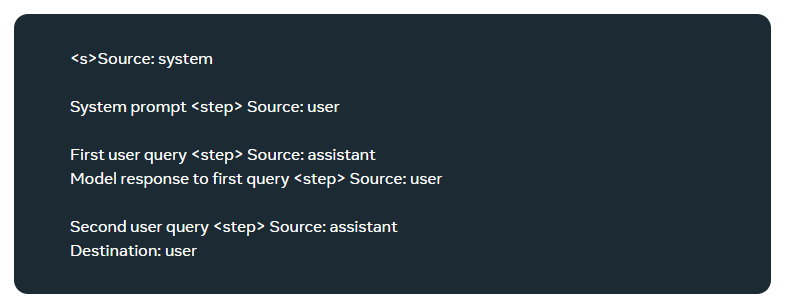 <s>Source: system
System prompt <step> Source: user
First user query <step> Source: assistant
Model response to first query <step> Source: user
Second user query <step> Source: assistant
Destination: user